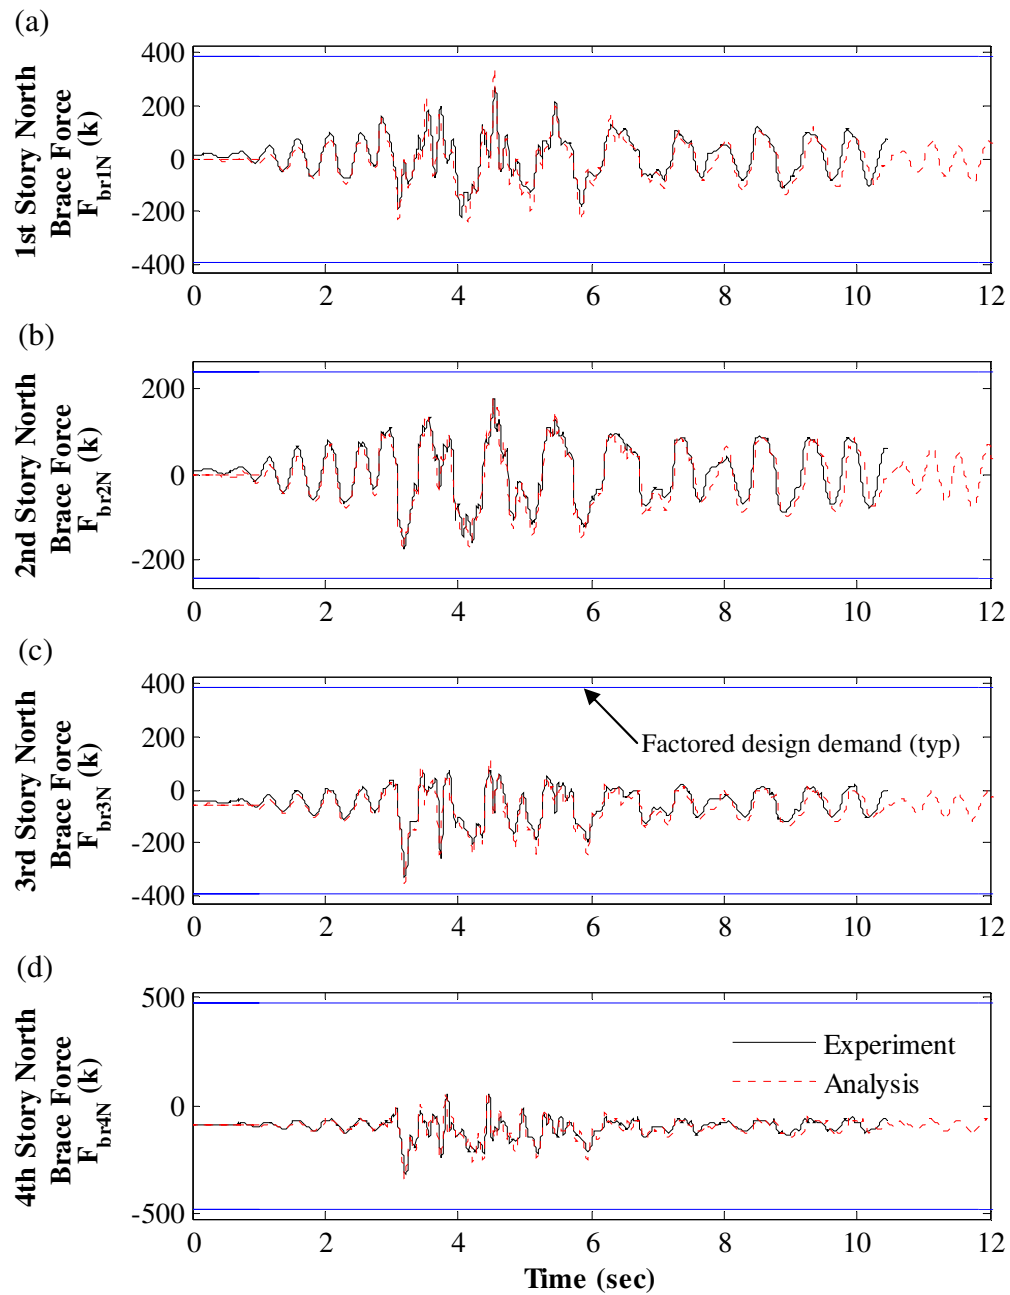 (a)
1st Story North
Brace Force
F_br1N (k)
400
200
0
-200
-400
0 2 4 6 8 10 12
(b)
2nd Story North
Brace Force
F_br2N (k)
200
0
-200
0 2 4 6 8 10 12
(c)
3rd Story North
Brace Force
F_br3N (k)
400
200
0
-200
-400
Factored design demand (typ)
0 2 4 6 8 10 12
(d)
4th Story North
Brace Force
F_br4N (k)
500
0
-500
Experiment
Analysis
0 2 4 6 8 10 12
Time (sec)